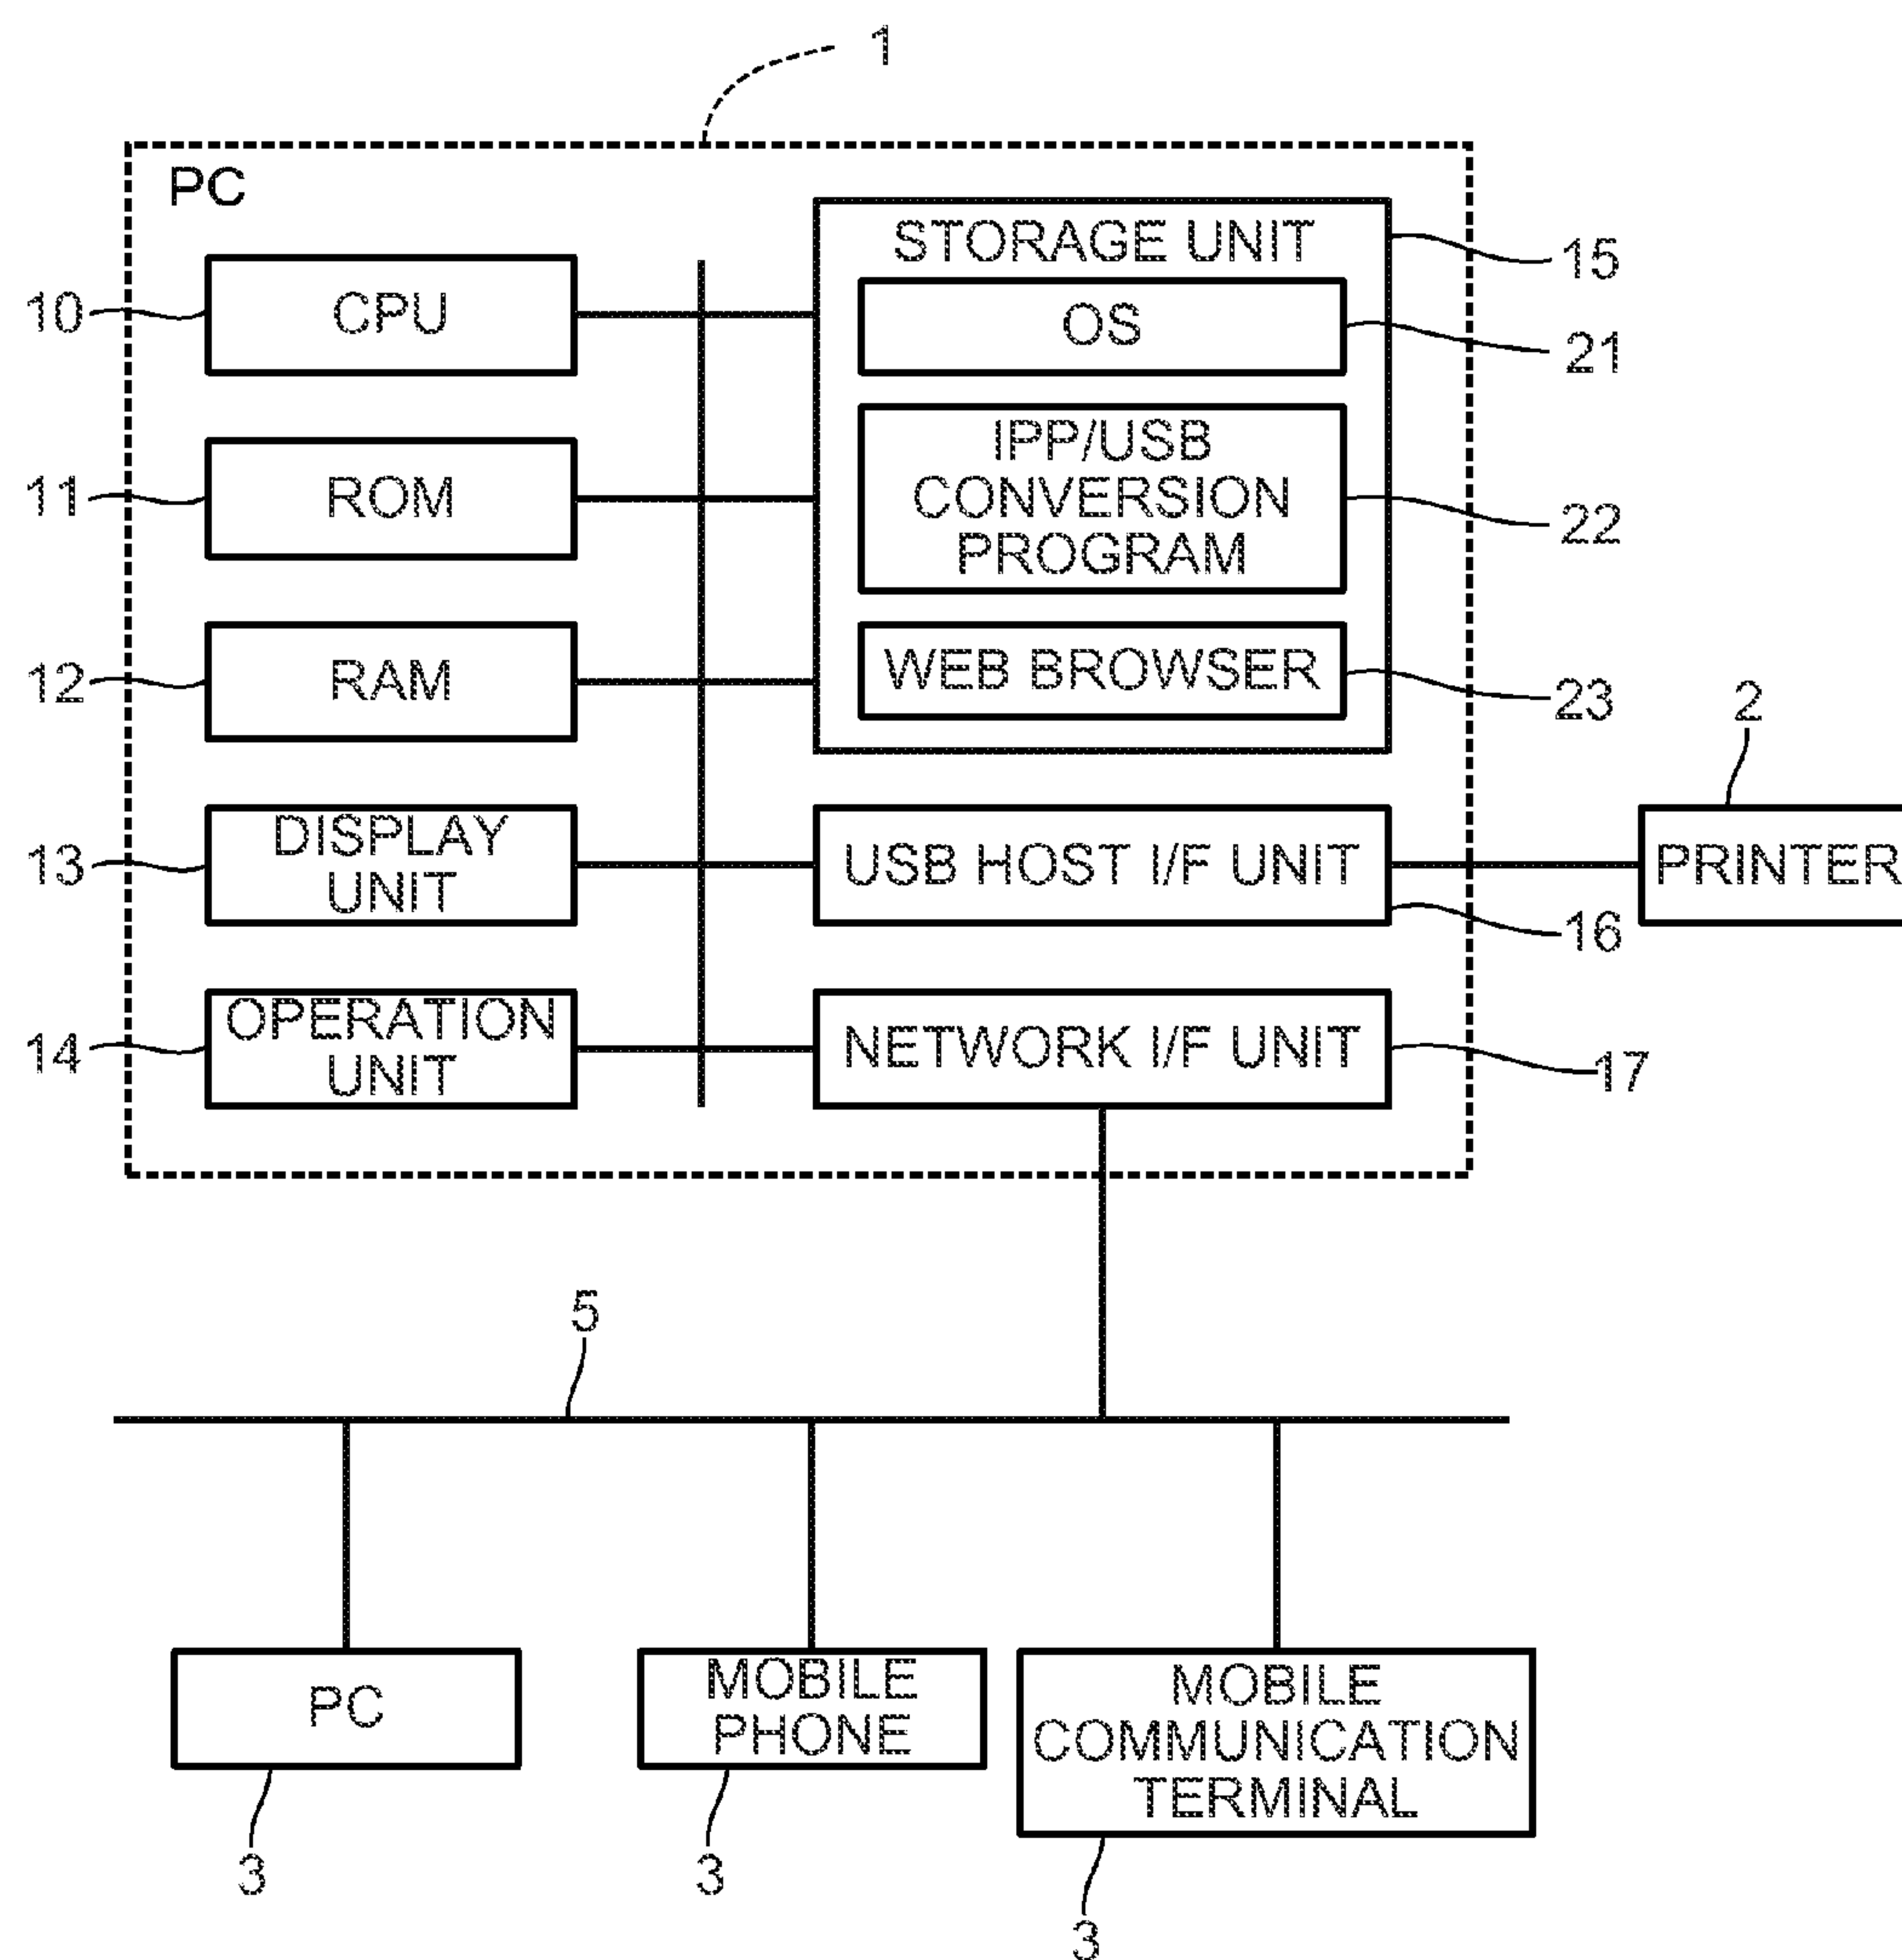 1
PC
STORAGE UNIT
15
10
CPU
OS
21
11
ROM
IPP/USB
CONVERSION
PROGRAM
22
12
RAM
WEB BROWSER
23
2
13
DISPLAY
UNIT
USB HOST I/F UNIT
16
PRINTER
14
OPERATION
UNIT
NETWORK I/F UNIT
17
5
PC
3
MOBILE
PHONE
3
MOBILE
COMMUNICATION
TERMINAL
3